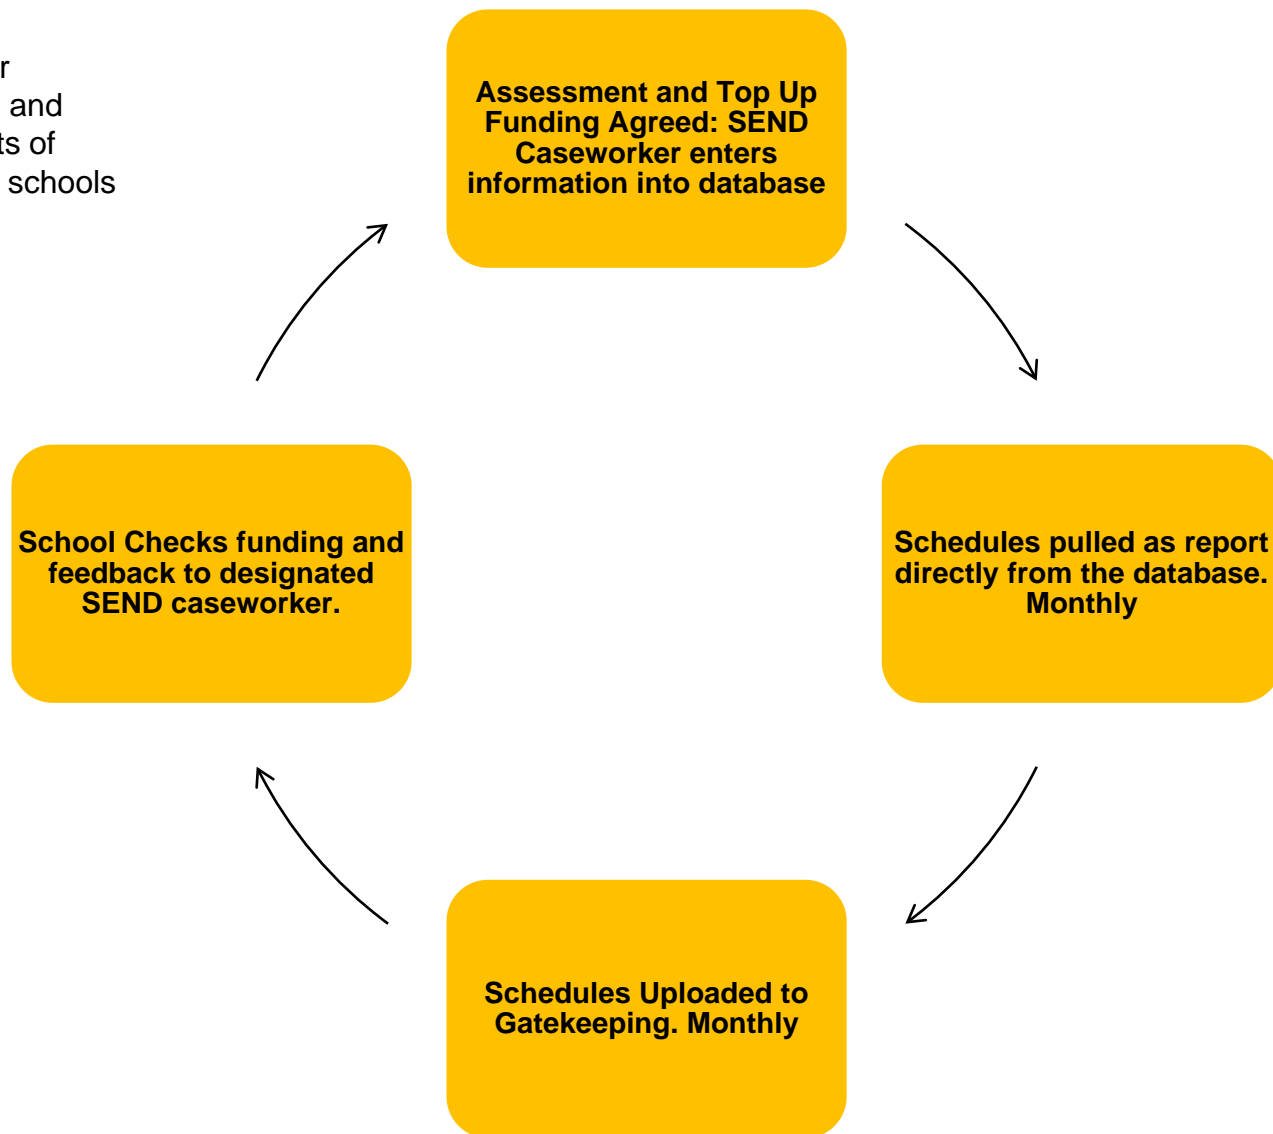 r
and
ts of
schools
Assessment and Top Up
Funding Agreed: SEND
Caseworker enters
information into database
Schedules pulled as report
directly from the database.
Monthly
Schedules Uploaded to
Gatekeeping. Monthly
School Checks funding and
feedback to designated
SEND caseworker.